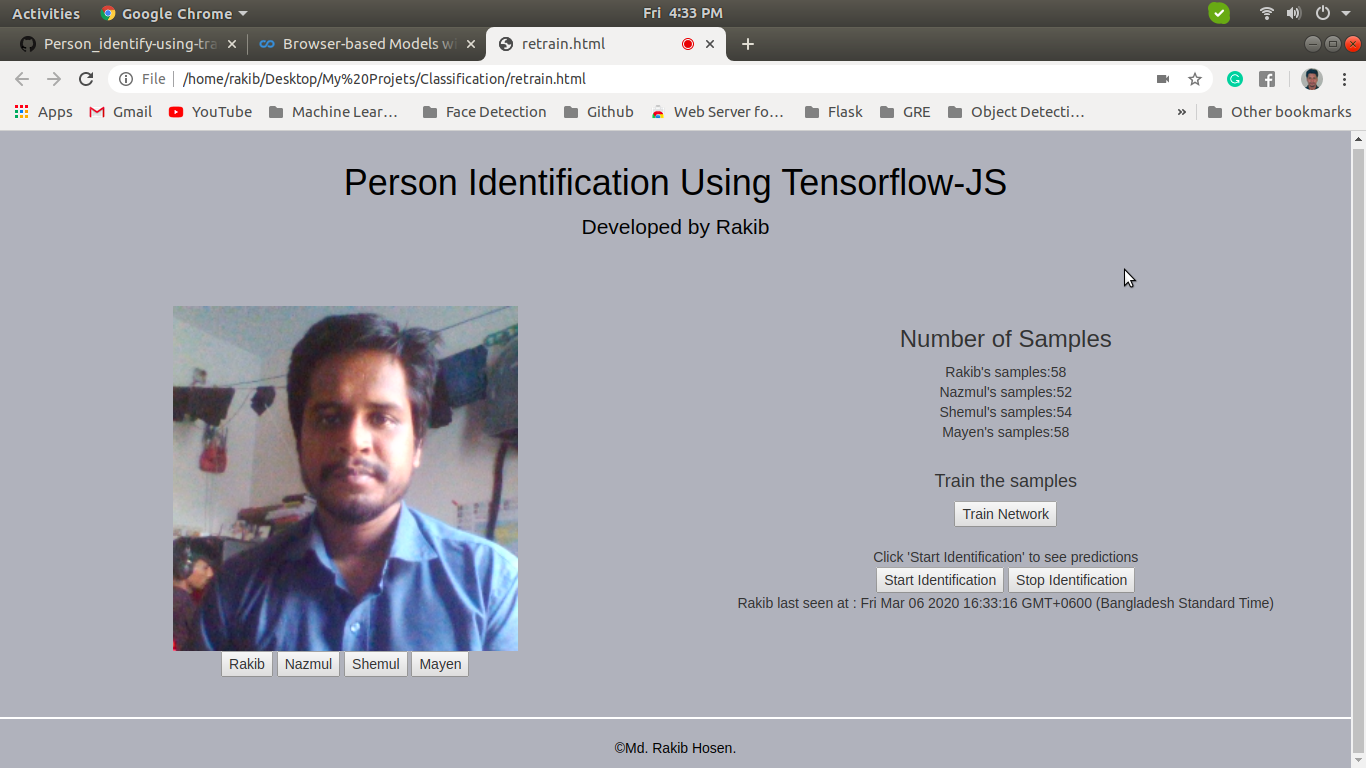 Activities Google Chrome Fri 4:33 PM
Person_identify-using-tra Browser-based Models wi retrain.html
File /home/rakib/Desktop/My%20Projets/Classification/retrain.html
Apps Gmail YouTube Machine Lear… Face Detection Github Web Server fo… Flask GRE Object Detecti… » Other bookmarks
Person Identification Using Tensorflow-JS
Developed by Rakib
Number of Samples
Rakib's samples:58
Nazmul's samples:52
Shemul's samples:54
Mayen's samples:58
Train the samples
Train Network
Click 'Start Identification' to see predictions
Start Identification Stop Identification
Rakib last seen at : Fri Mar 06 2020 16:33:16 GMT+0600 (Bangladesh Standard Time)
Rakib Nazmul Shemul Mayen
©Md. Rakib Hosen.